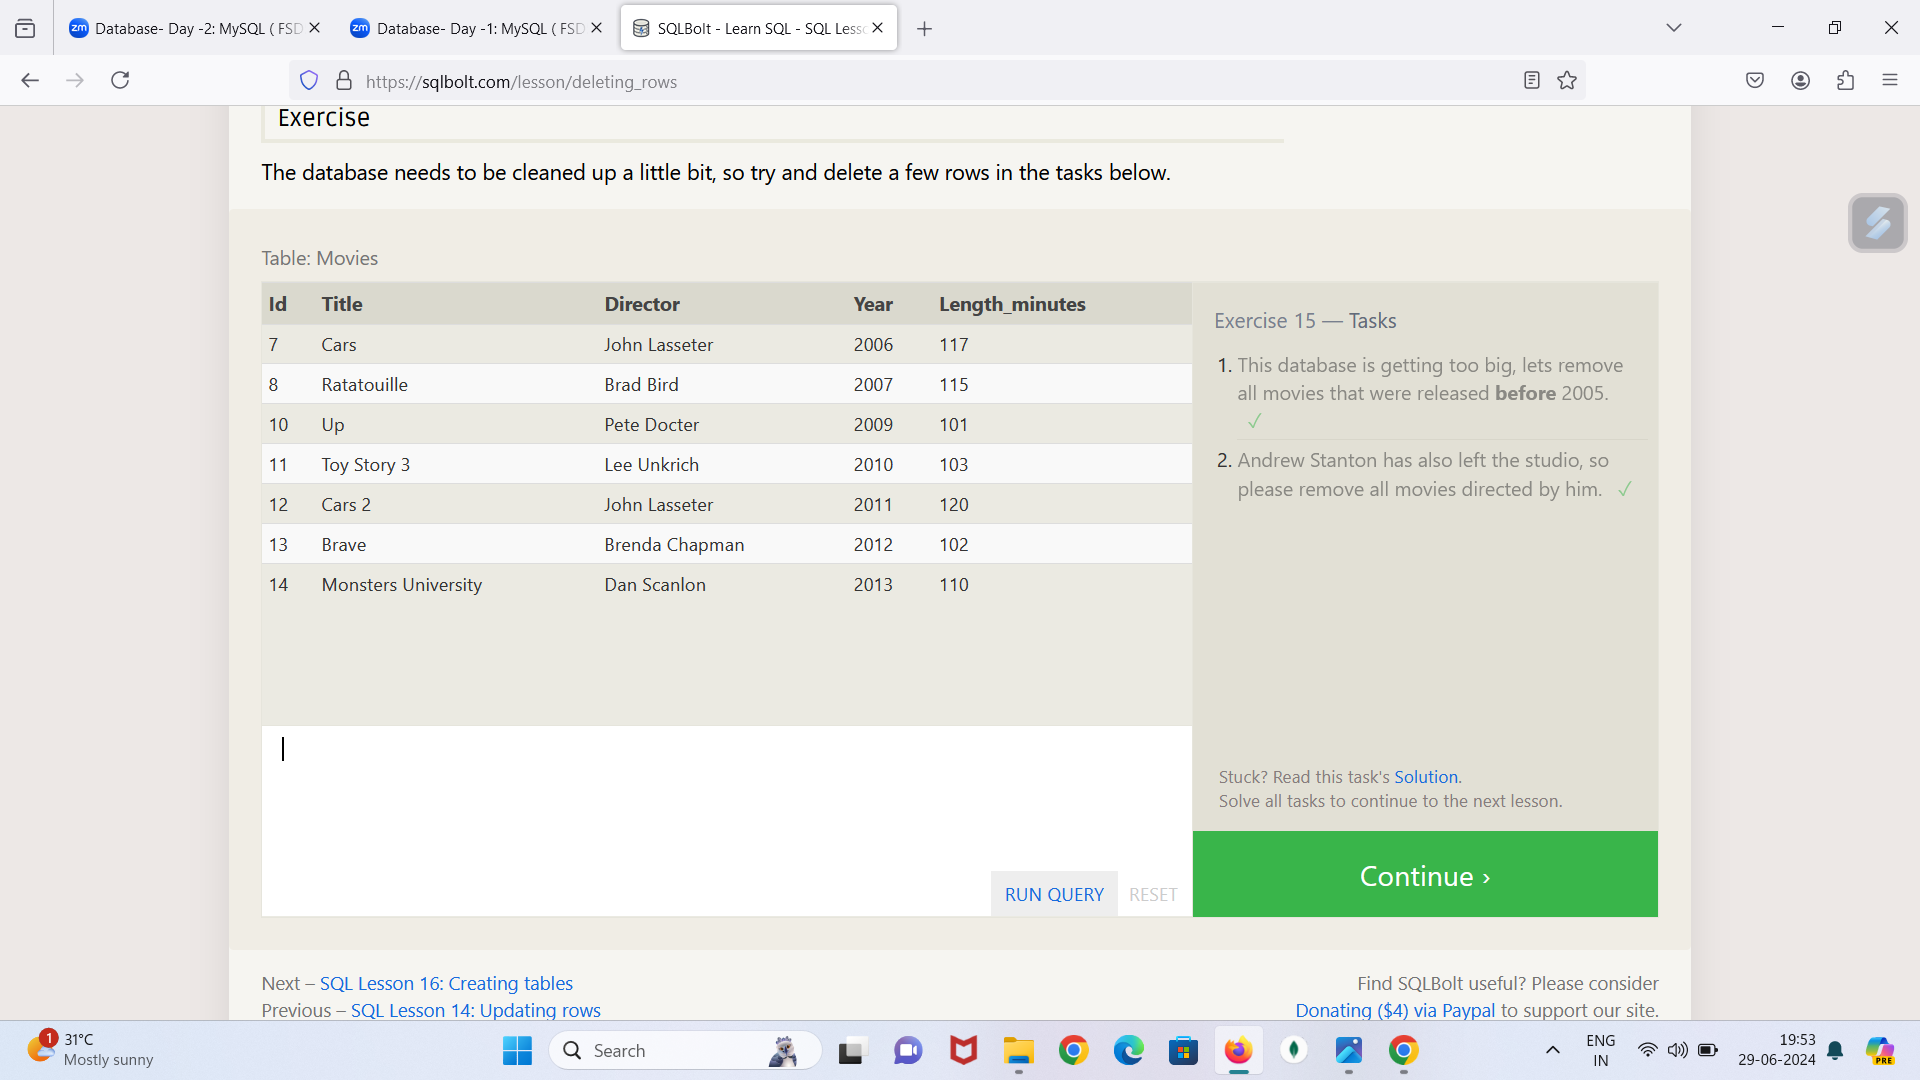 Database- Day -2: MySQL ( FSD
Database- Day -1: MySQL ( FSD
SQLBolt - Learn SQL - SQL Less
https://sqlbolt.com/lesson/deleting_rows
Exercise
The database needs to be cleaned up a little bit, so try and delete a few rows in the tasks below.
Table: Movies
Id Title Director Year Length_minutes
7 Cars John Lasseter 2006 117
8 Ratatouille Brad Bird 2007 115
10 Up Pete Docter 2009 101
11 Toy Story 3 Lee Unkrich 2010 103
12 Cars 2 John Lasseter 2011 120
13 Brave Brenda Chapman 2012 102
14 Monsters University Dan Scanlon 2013 110
Exercise 15 — Tasks
1. This database is getting too big, lets remove
all movies that were released before 2005.
✓
2. Andrew Stanton has also left the studio, so
please remove all movies directed by him. ✓
Stuck? Read this task's Solution.
Solve all tasks to continue to the next lesson.
RUN QUERY RESET
Continue ›
Next – SQL Lesson 16: Creating tables
Previous – SQL Lesson 14: Updating rows
Find SQLBolt useful? Please consider
Donating ($4) via Paypal to support our site.
1
31°C
Mostly sunny
Search
ENG
IN
19:53
29-06-2024
PRE